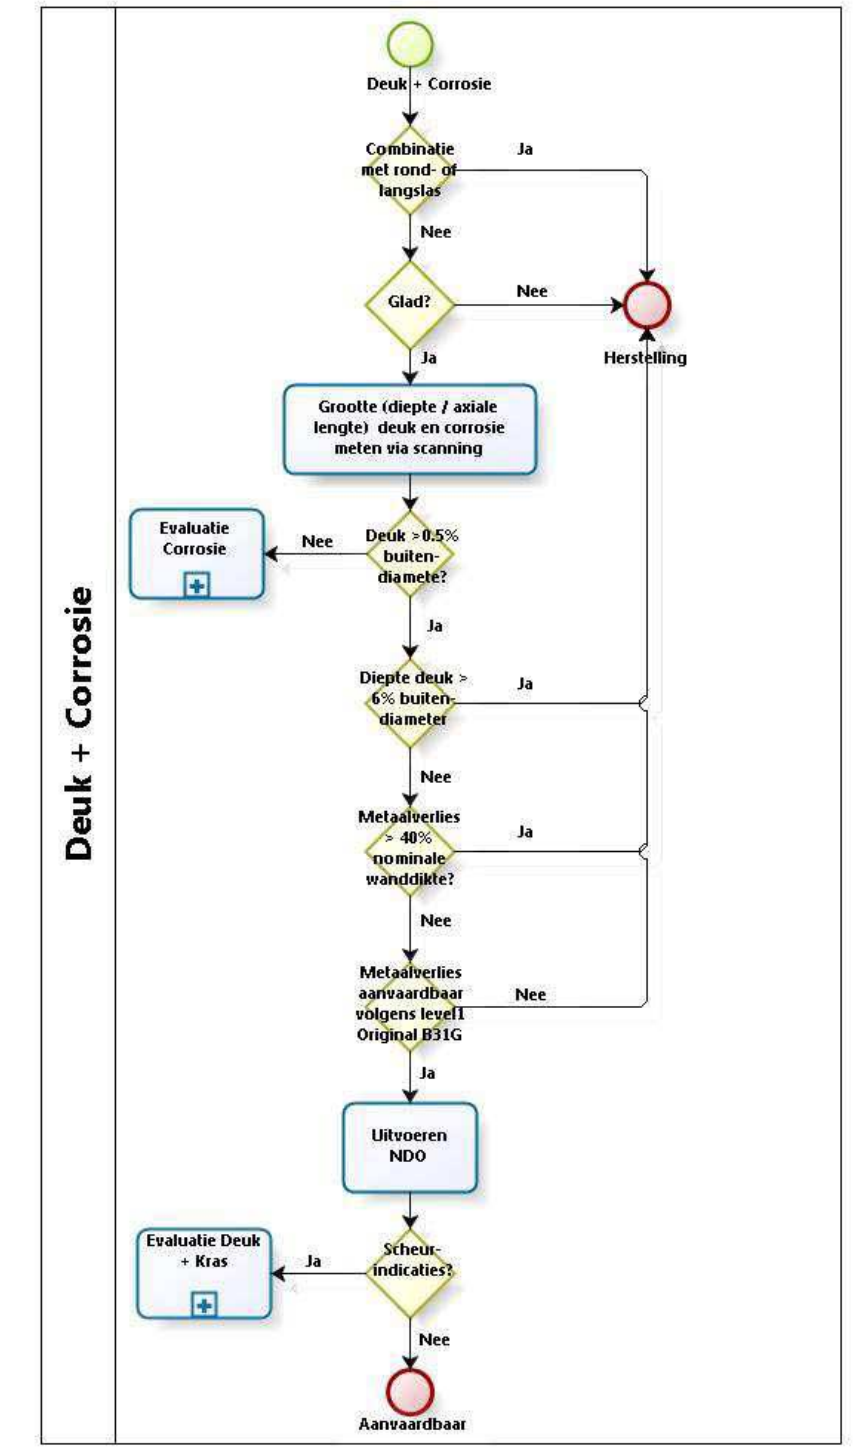 Deuk + Corrosie
Deuk + Corrosie
Combinatie
met rond- of
langslas
Ja
Nee
Glad?
Nee
Herstelling
Ja
Grootte (diepte / axiale
lengte) deuk en corrosie
meten via scanning
Deuk >0.5%
buiten-
diamete?
Nee
Evaluatie
Corrosie
Ja
Diepte deuk >
6% buiten-
diameter
Ja
Nee
Metaalverlies
> 40%
nominale
wanddikte?
Ja
Nee
Metaalverlies
aanvaardbaar
volgens level1
Original B31G
Nee
Ja
Uitvoeren
NDO
Scheur-
indicaties?
Ja
Evaluatie Deuk
+ Kras
Nee
Aanvaardbaar